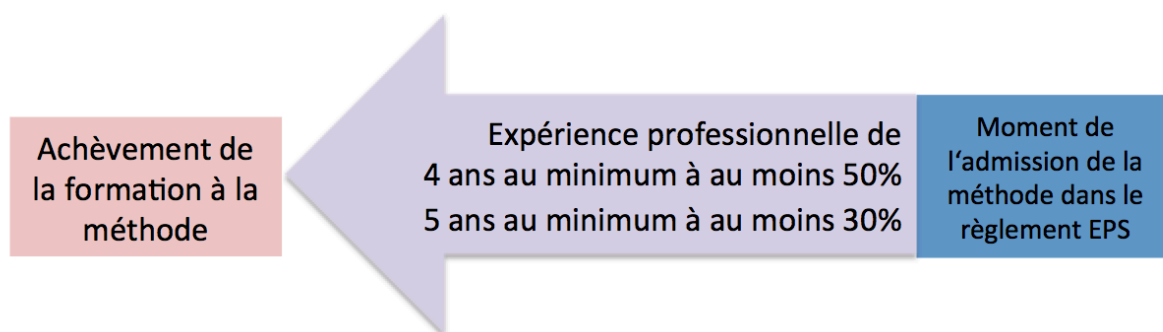 Achèvement de
la formation à la
méthode
Expérience professionnelle de
4 ans au minimum à au moins 50%
5 ans au minimum à au moins 30%
Moment de
l‘admission de la
méthode dans le
règlement EPS